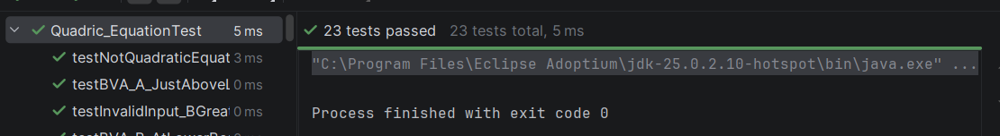 Quadric_EquationTest 5 ms
✓ 23 tests passed 23 tests total, 5 ms
testNotQuadraticEquat 3 ms
testBVA_A_JustAboveL 0 ms
testInvalidInput_BGrea 0 ms
"C:\Program Files\Eclipse Adoptium\jdk-25.0.2.10-hotspot\bin\java.exe" ...
Process finished with exit code 0